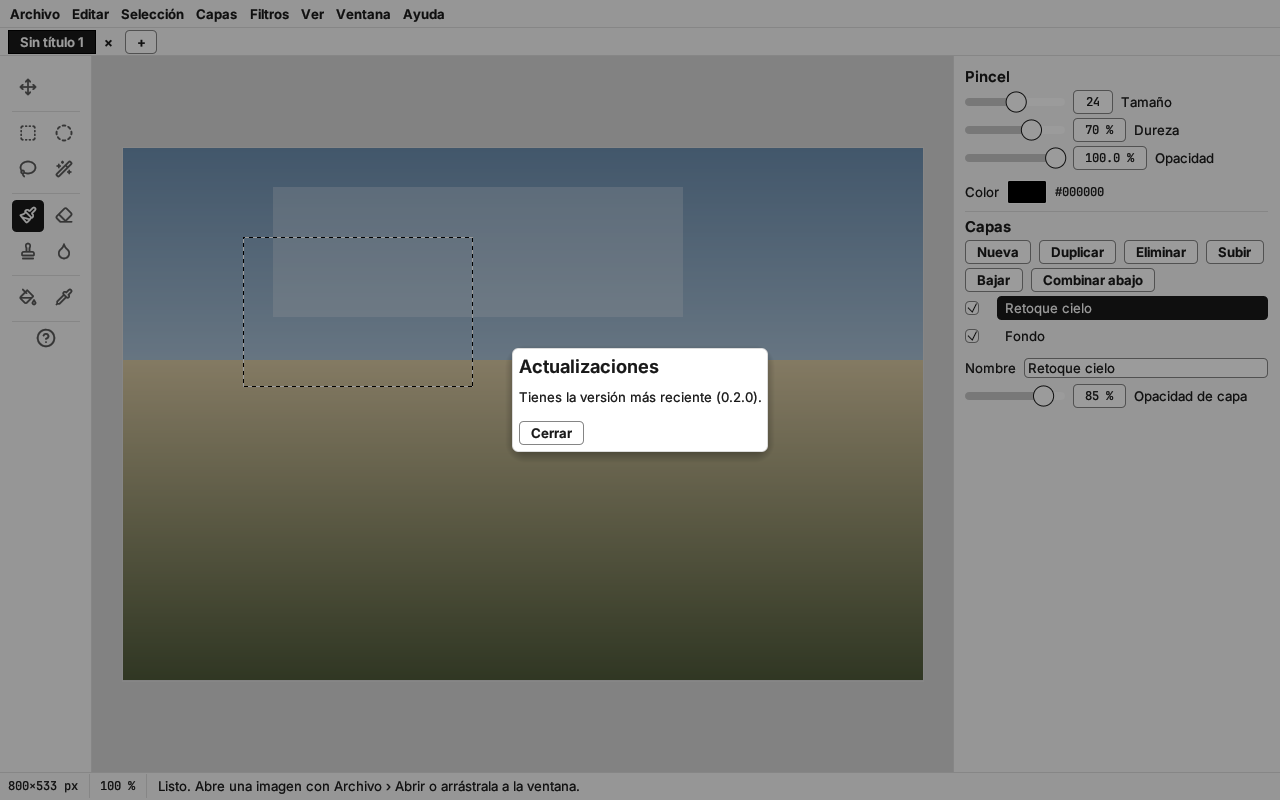 Archivo Editar Selección Capas Filtros Ver Ventana Ayuda
Sin título 1 × +
Pincel
24 Tamaño
70 % Dureza
100.0 % Opacidad
Color #000000
Capas
Nueva Duplicar Eliminar Subir
Bajar Combinar abajo
Retoque cielo
Fondo
Nombre Retoque cielo
85 % Opacidad de capa
Actualizaciones
Tienes la versión más reciente (0.2.0).
Cerrar
800×533 px 100 % Listo. Abre una imagen con Archivo › Abrir o arrástrala a la ventana.